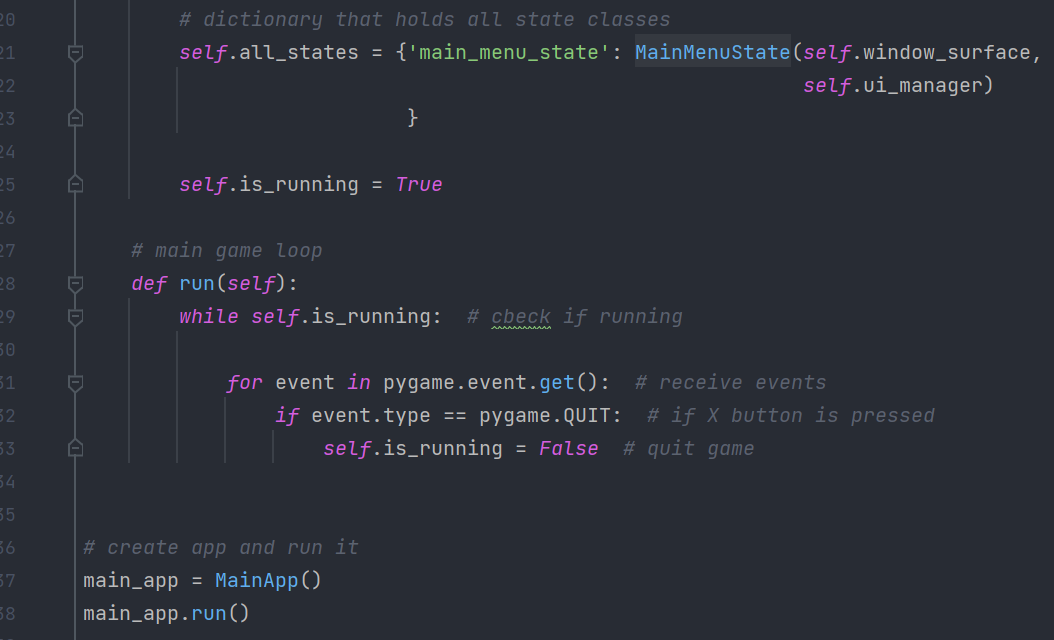 20 # dictionary that holds all state classes
21 self.all_states = {'main_menu_state': MainMenuState(self.window_surface,
22 self.ui_manager)
23 }
24
25 self.is_running = True
26
27 # main game loop
28 def run(self):
29 while self.is_running:  # cbeck if running
30
31 for event in pygame.event.get():  # receive events
32 if event.type == pygame.QUIT:  # if X button is pressed
33 self.is_running = False  # quit game
34
35
36 # create app and run it
37 main_app = MainApp()
38 main_app.run()